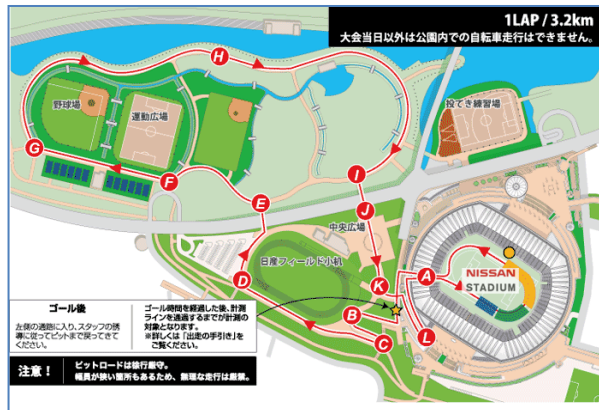 1LAP / 3.2km
大会当日以外は公園内での自転車走行はできません。
H
野球場
運動広場
投てき練習場
G
F
I
E
J
中央広場
日産フィールド小机
D
A
NISSAN
STADIUM
K
B
L
C
ゴール後
左側の通路に入り、スタッフの誘
導に従ってピットまで戻ってきて
ください。
ゴール時間を経過した後、計測
ラインを通過するまでが計測の
対象となります。
※詳しくは「出走の手引き」を
ご覧ください。
注意！
ピットロードは徐行厳守。
幅員が狭い箇所もあるため、無理な走行は厳禁。